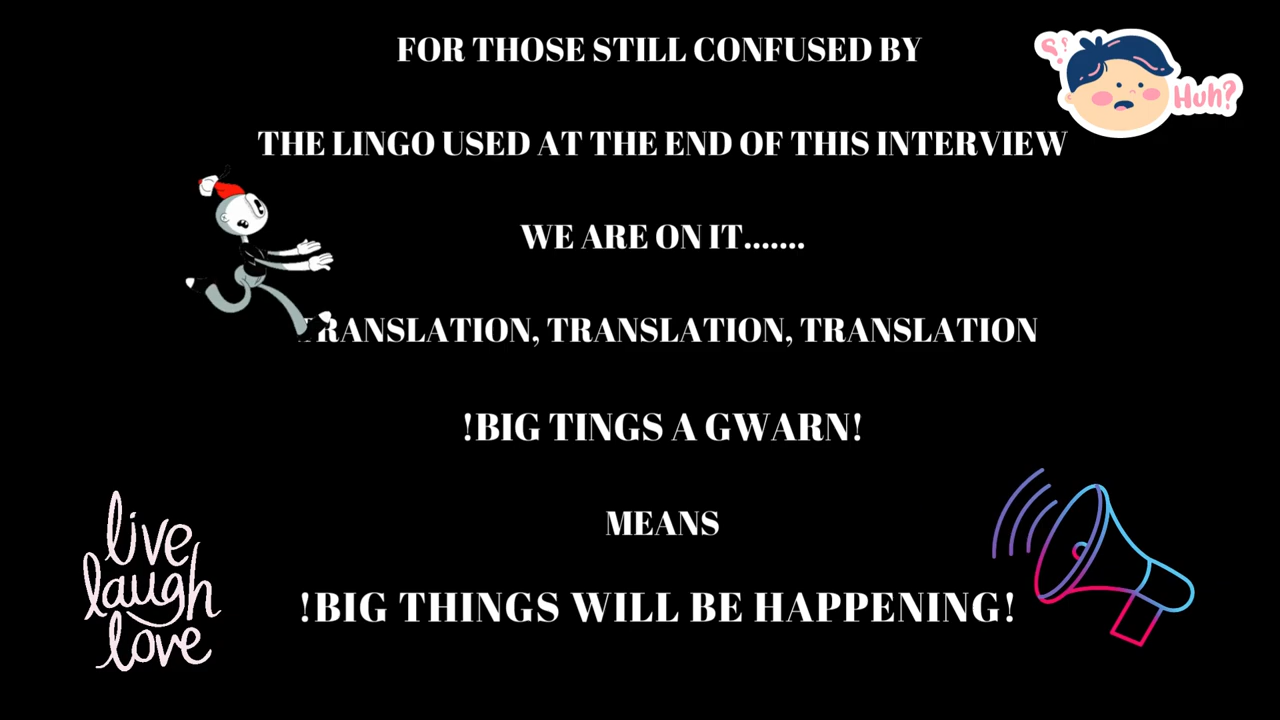 FOR THOSE STILL CONFUSED BY
S?!
Huh?
THE LINGO USED AT THE END OF THIS INTERVIEW
WE ARE ON IT.......
TRANSLATION, TRANSLATION, TRANSLATION
!BIG TINGS A GWARN!
MEANS
!BIG THINGS WILL BE HAPPENING!
live
laugh
love